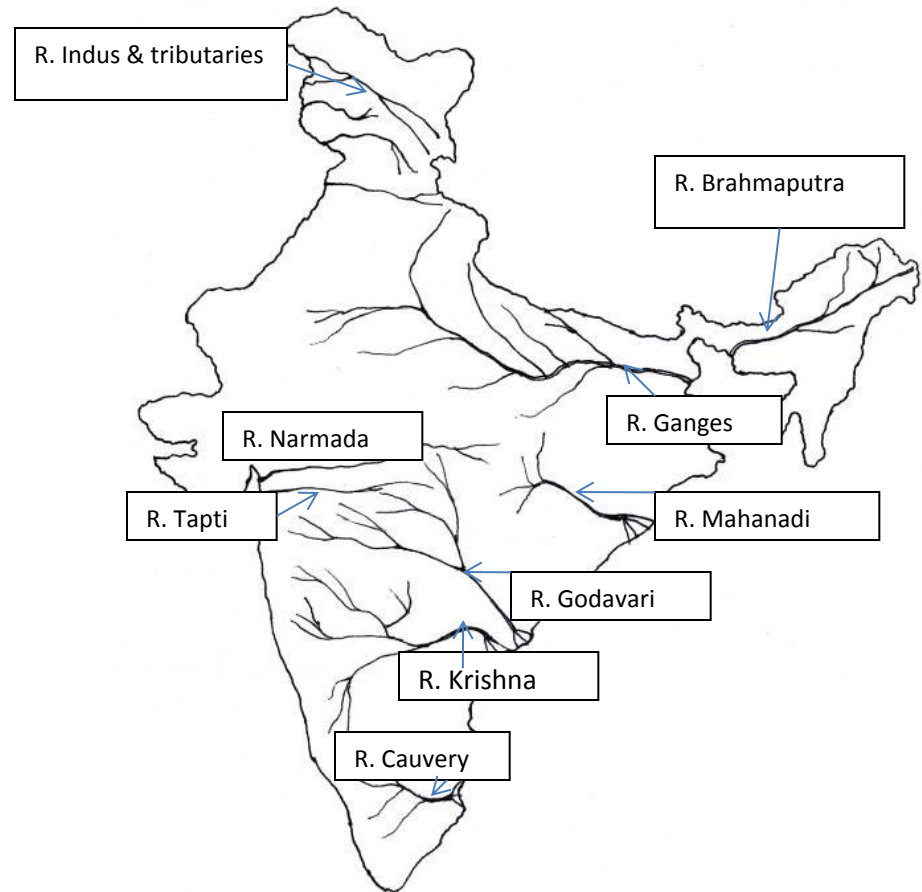 R. Indus & tributaries
R. Brahmaputra
R. Ganges
R. Narmada
R. Tapti
R. Mahanadi
R. Godavari
R. Krishna
R. Cauvery